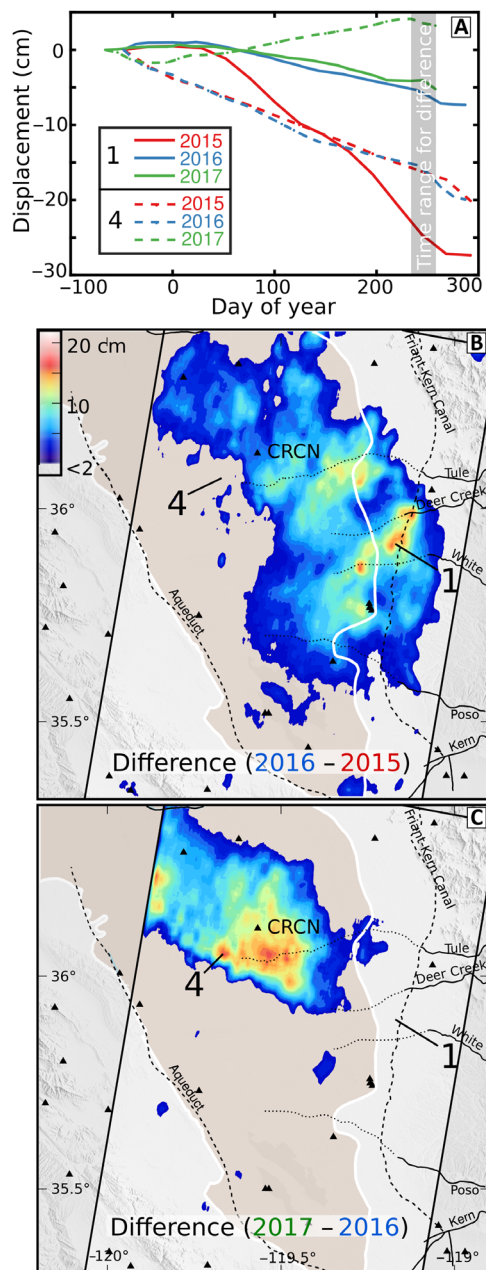 A
Displacement (cm)
0
−10
−20
−30
1
2015
2016
2017
4
2015
2016
2017
Time range for difference
−100
0
100
200
300
Day of year
B
20 cm
10
<2
Friant-Kern Canal
CRCN
4
Tule
Deer Creek
36°
White
1
Aqueduct
35.5°
Poso
Kern
Difference (2016 – 2015)
C
Friant-Kern Canal
CRCN
4
Tule
Deer Creek
36°
White
1
Aqueduct
35.5°
Poso
Difference (2017 – 2016)
Kern
−120°
−119.5°
−119°